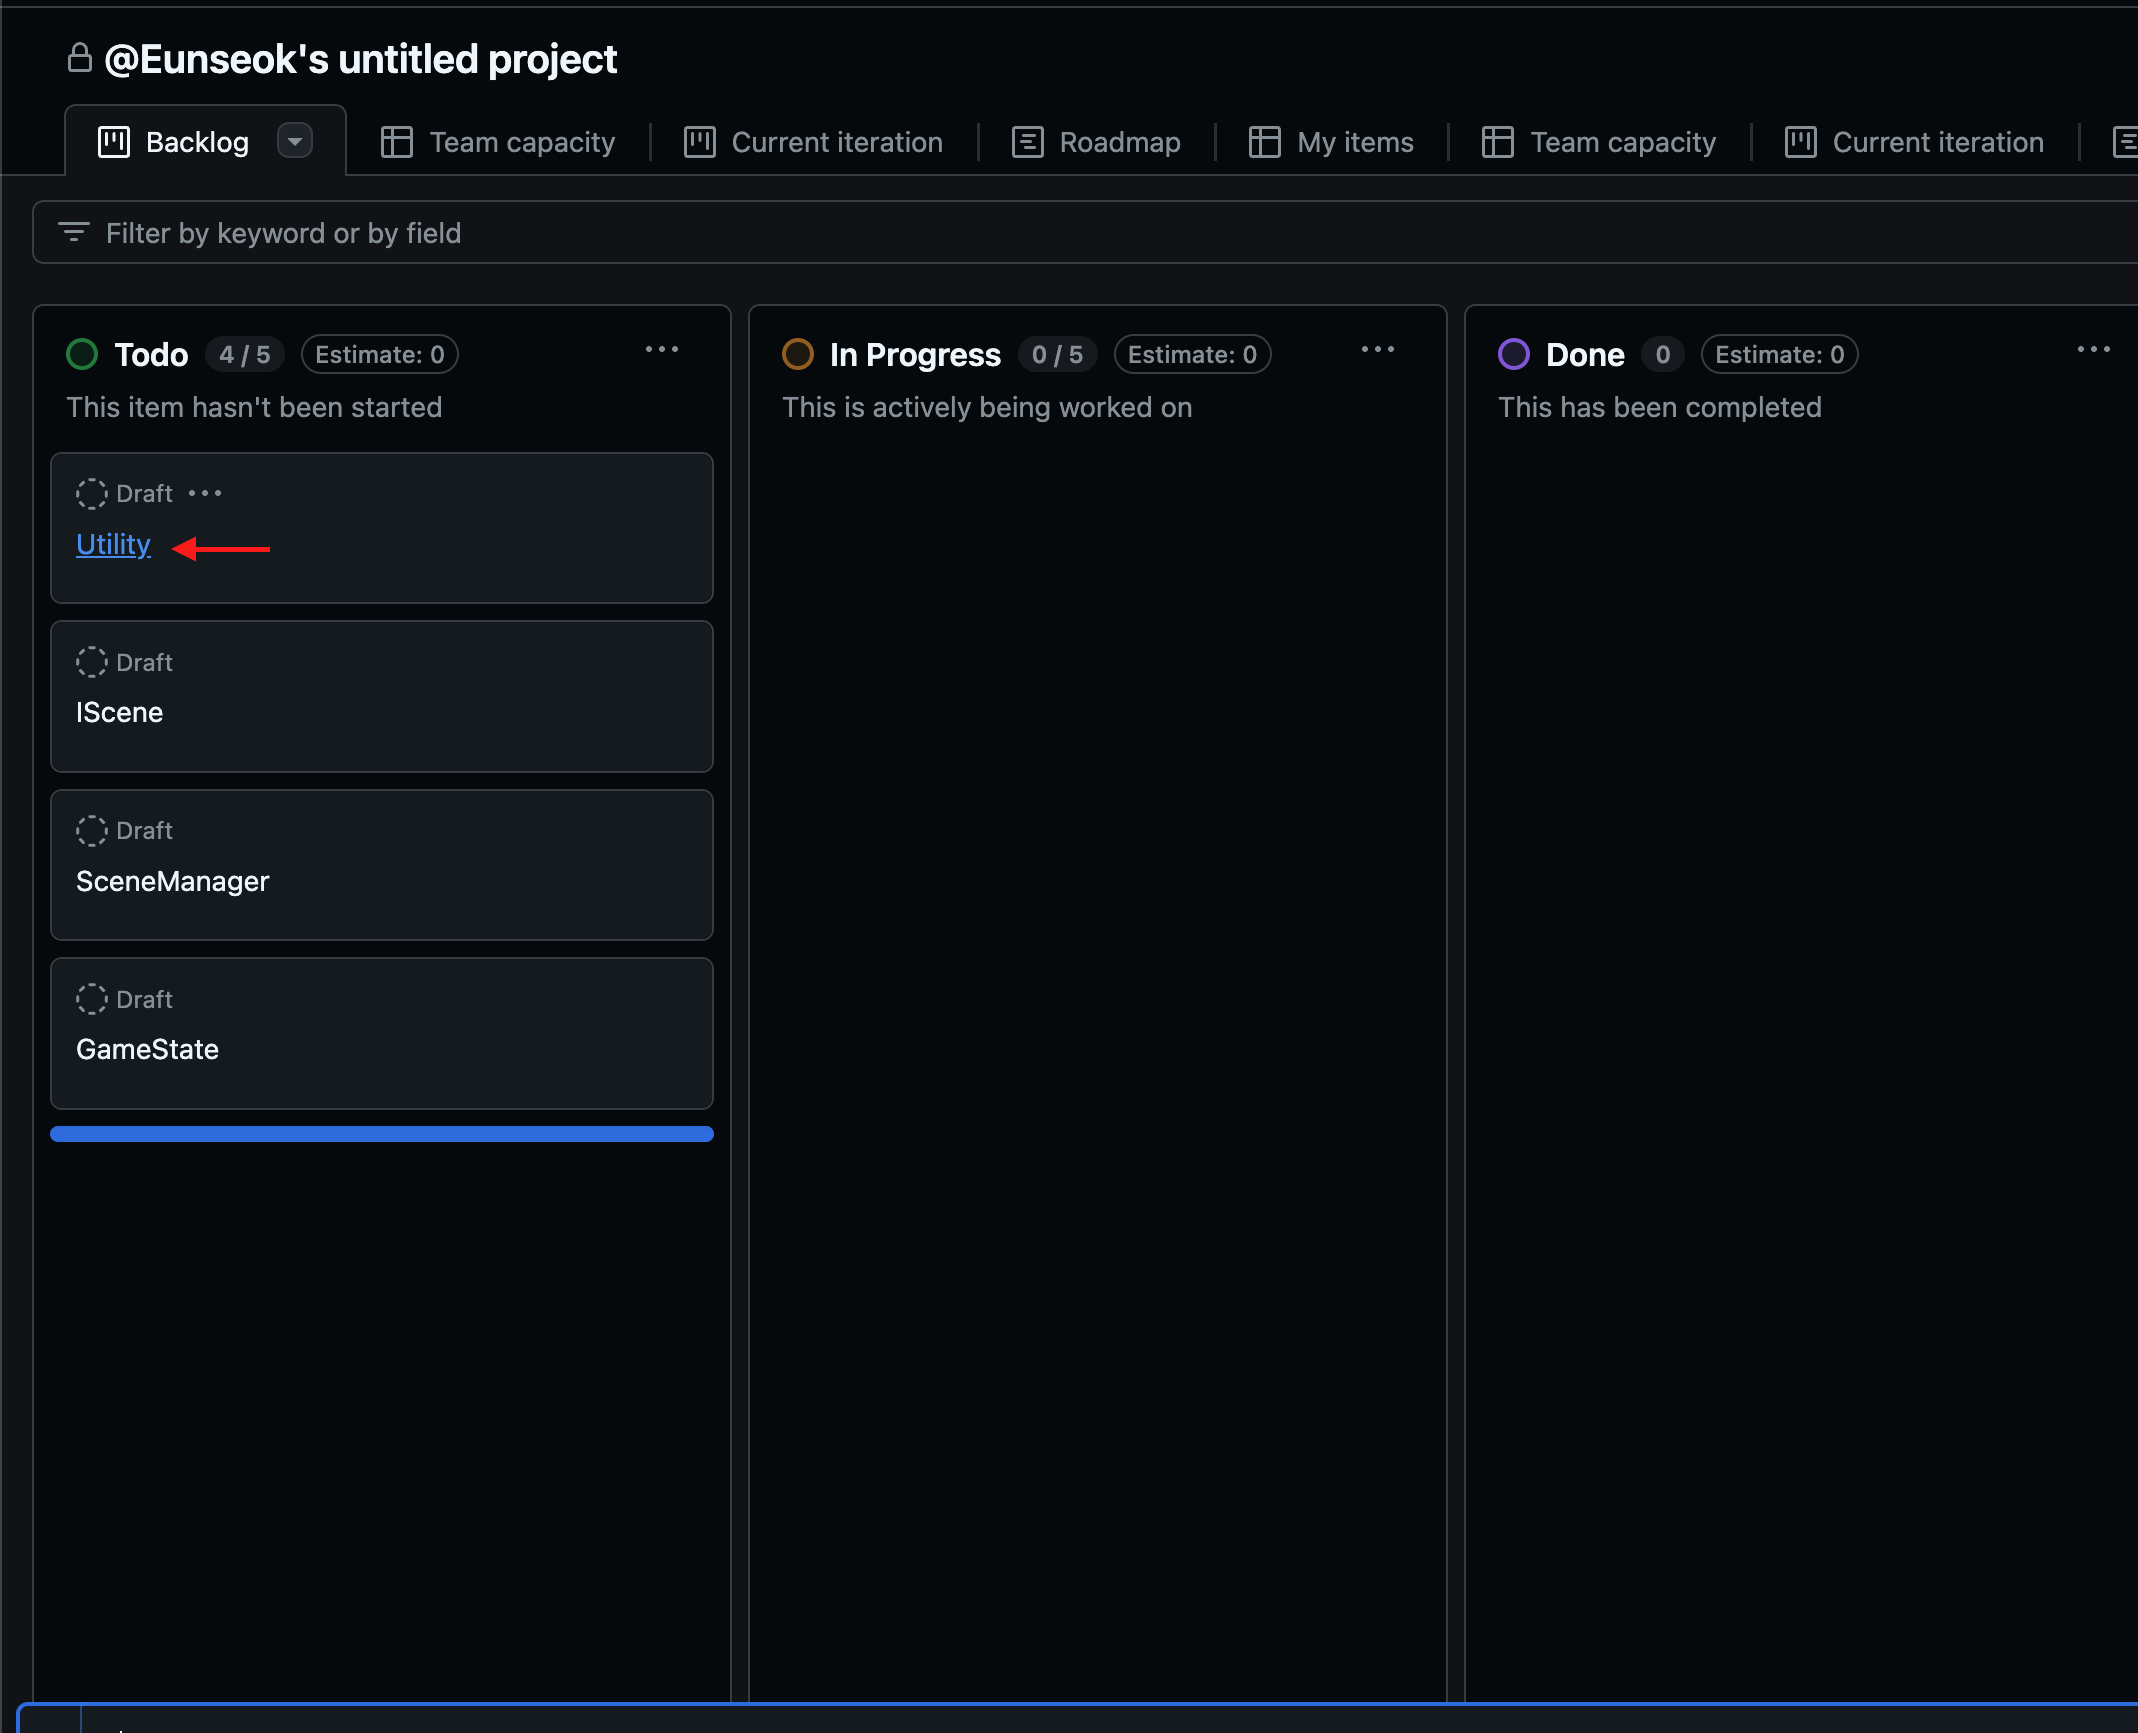 @Eunseok's untitled project
Backlog Team capacity Current iteration Roadmap My items Team capacity Current iteration
Filter by keyword or by field
Todo 4 / 5 Estimate: 0
This item hasn't been started
Draft
Utility
Draft
IScene
Draft
SceneManager
Draft
GameState
In Progress 0 / 5 Estimate: 0
This is actively being worked on
Done 0 Estimate: 0
This has been completed